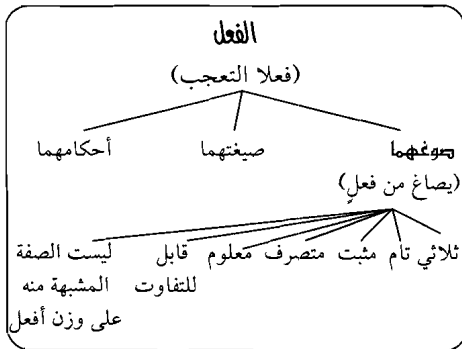 الفعل
(فعلا التعجب)
صوغهما صيغتهما أحكامهما
(يصاغ من فعلٍ)
ثلاثي تام مثبت متصرف معلوم قابل ليست الصفة
للتفاوت المشبهة منه
على وزن أفعل